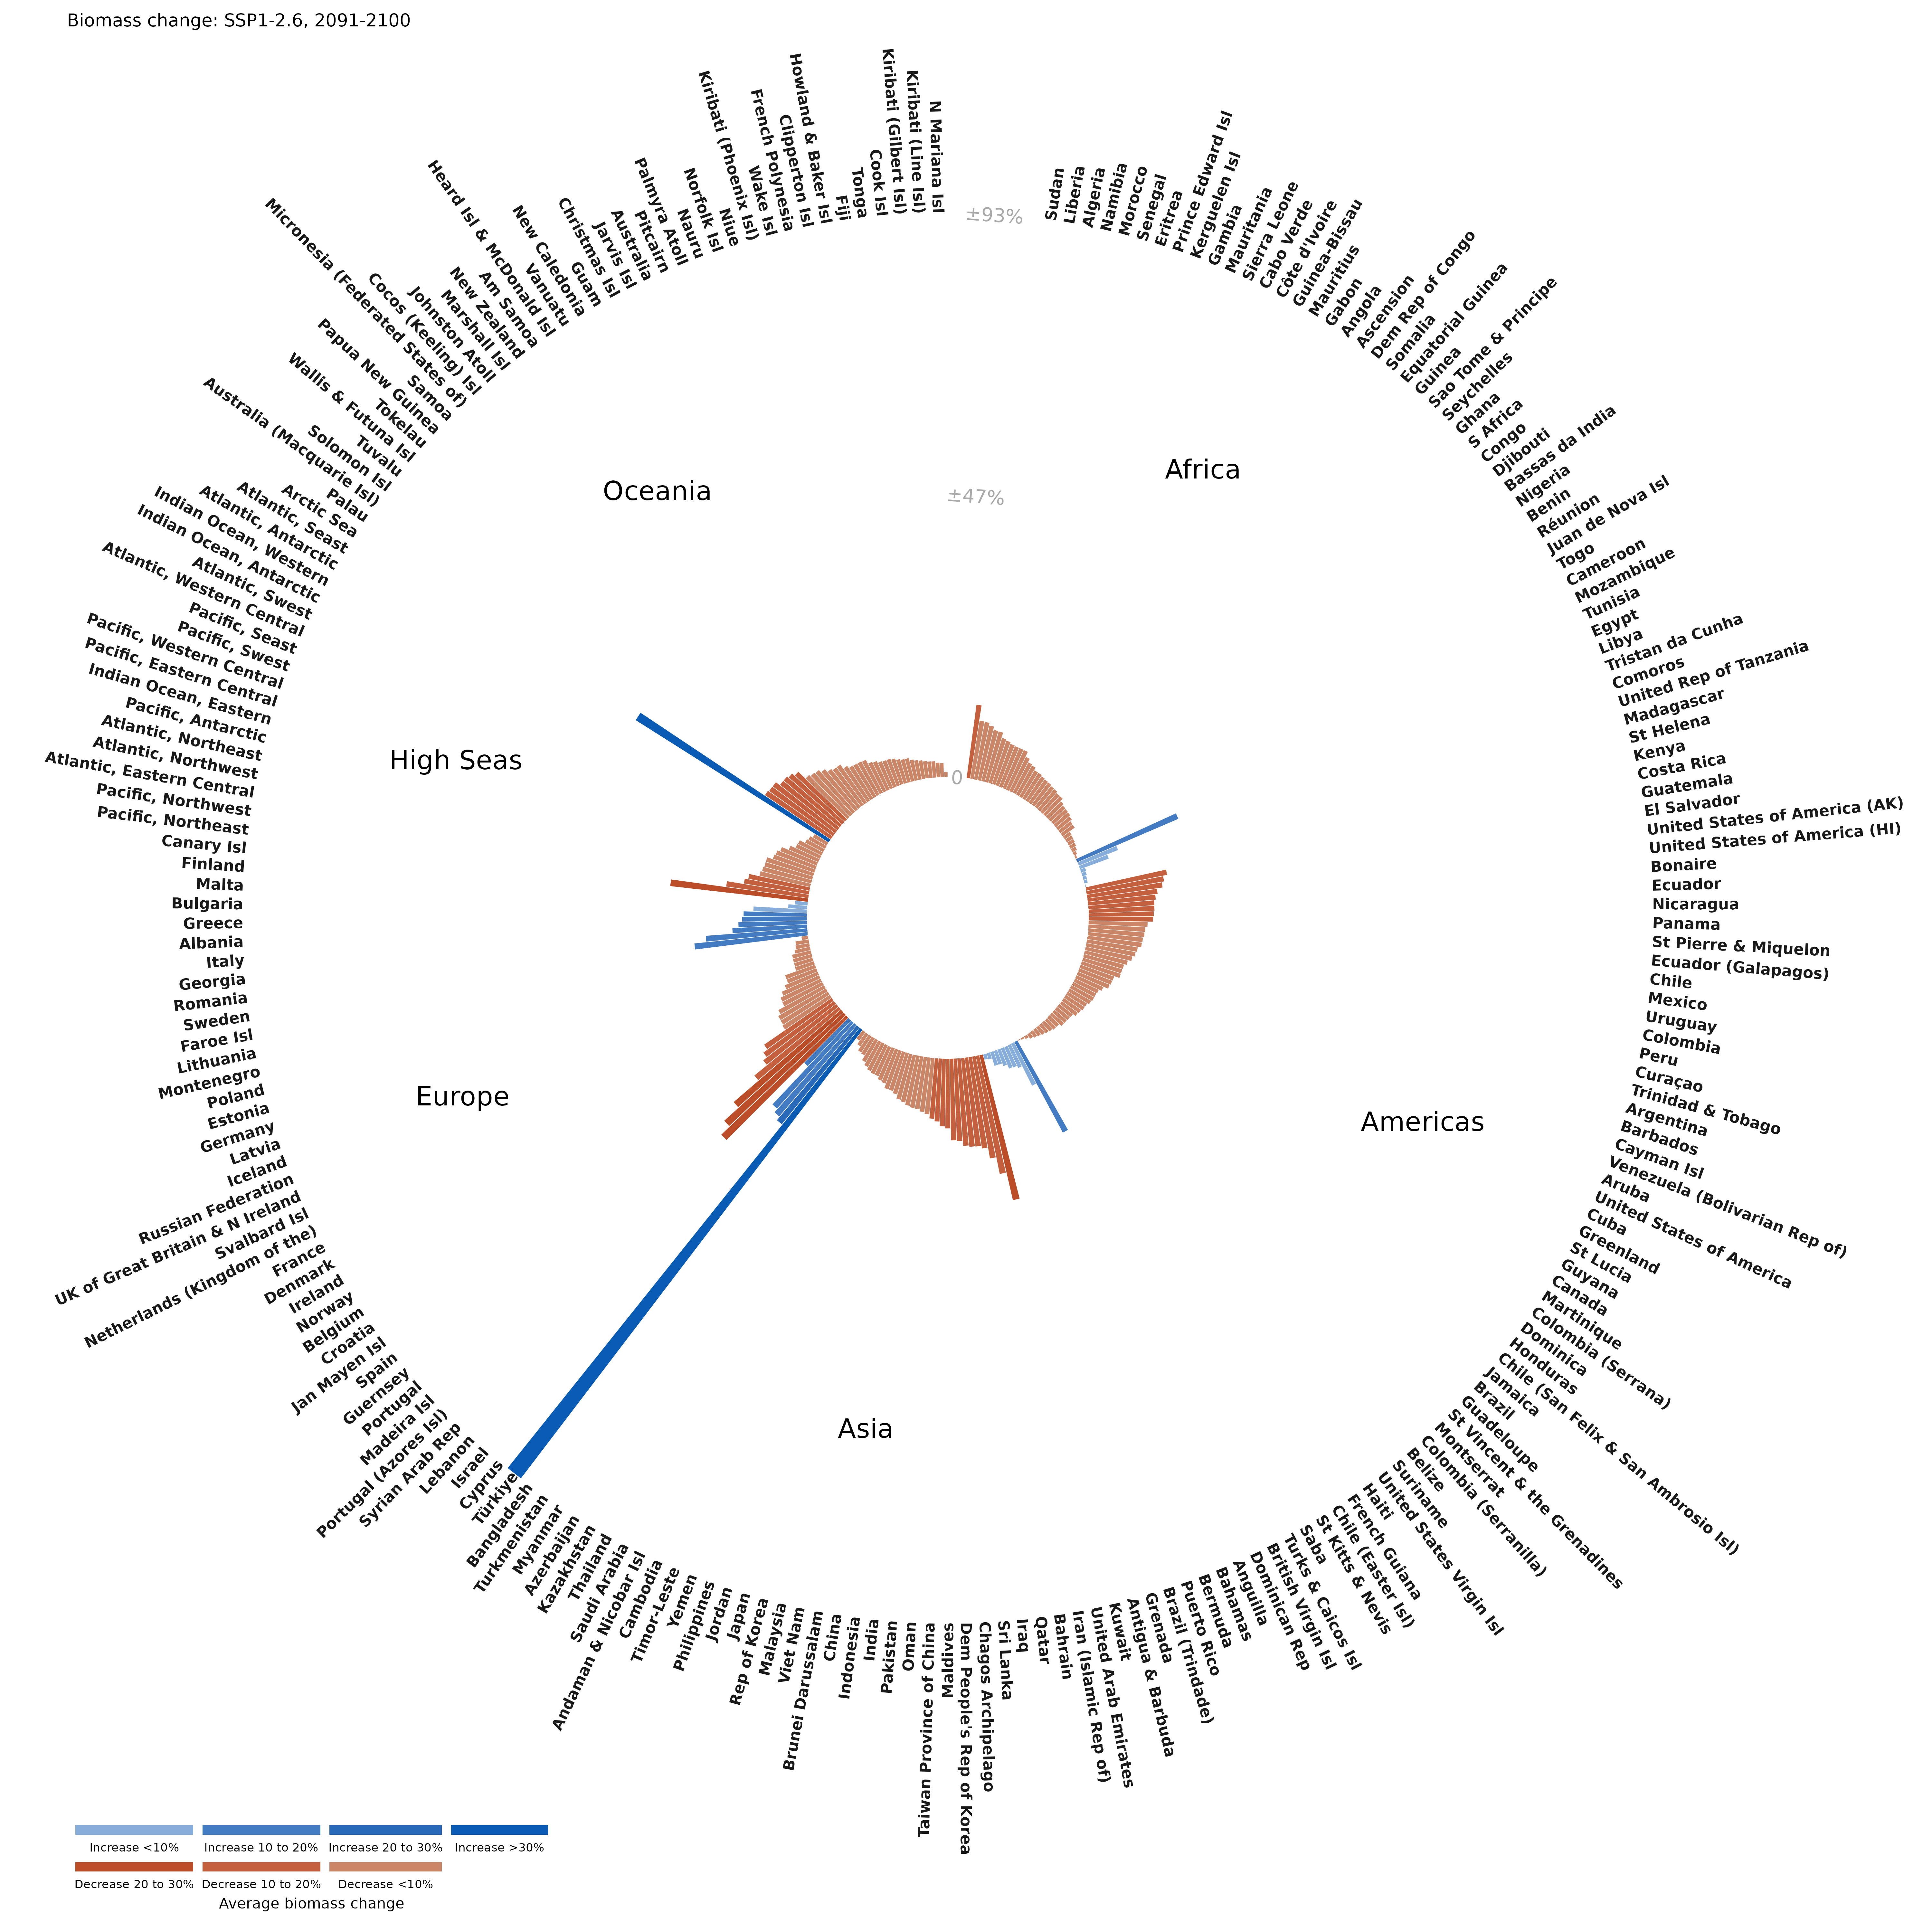 Biomass change: SSP1-2.6, 2091-2100
±93%
±47%
0
Africa
Sudan
Liberia
Algeria
Namibia
Morocco
Senegal
Eritrea
Prince Edward Isl
Kerguelen Isl
Gambia
Mauritania
Sierra Leone
Cabo Verde
Côte d'Ivoire
Guinea-Bissau
Mauritius
Gabon
Angola
Ascension
Dem Rep of Congo
Somalia
Equatorial Guinea
Guinea
Sao Tome & Principe
Seychelles
Ghana
S Africa
Congo
Djibouti
Bassas da India
Nigeria
Benin
Réunion
Juan de Nova Isl
Togo
Cameroon
Mozambique
Tunisia
Egypt
Libya
Tristan da Cunha
Comoros
United Rep of Tanzania
Madagascar
St Helena
Kenya
Americas
Costa Rica
Guatemala
El Salvador
United States of America (AK)
United States of America (HI)
Bonaire
Ecuador
Nicaragua
Panama
St Pierre & Miquelon
Ecuador (Galapagos)
Chile
Mexico
Uruguay
Colombia
Peru
Curaçao
Trinidad & Tobago
Argentina
Barbados
Cayman Isl
Venezuela (Bolivarian Rep of)
Aruba
United States of America
Cuba
Greenland
St Lucia
Guyana
Canada
Martinique
Colombia (Serrana)
Dominica
Honduras
Chile (San Felix & San Ambrosio Isl)
Jamaica
Brazil
Guadeloupe
St Vincent & the Grenadines
Montserrat
Colombia (Serranilla)
Belize
Suriname
United States Virgin Isl
Haiti
French Guiana
Chile (Easter Isl)
St Kitts & Nevis
Saba
Turks & Caicos Isl
British Virgin Isl
Dominican Rep
Anguilla
Bahamas
Bermuda
Puerto Rico
Brazil (Trindade)
Grenada
Antigua & Barbuda
Asia
Kuwait
United Arab Emirates
Iran (Islamic Rep of)
Bahrain
Qatar
Iraq
Sri Lanka
Chagos Archipelago
Dem People's Rep of Korea
Maldives
Taiwan Province of China
Oman
Pakistan
India
Indonesia
China
Brunei Darussalam
Viet Nam
Malaysia
Rep of Korea
Japan
Jordan
Philippines
Yemen
Timor-Leste
Cambodia
Andaman & Nicobar Isl
Saudi Arabia
Thailand
Kazakhstan
Azerbaijan
Myanmar
Turkmenistan
Bangladesh
Türkiye
Cyprus
Israel
Lebanon
Syrian Arab Rep
Europe
Portugal (Azores Isl)
Madeira Isl
Portugal
Guernsey
Spain
Jan Mayen Isl
Croatia
Belgium
Norway
Ireland
Denmark
France
Netherlands (Kingdom of the)
Svalbard Isl
UK of Great Britain & N Ireland
Russian Federation
Iceland
Latvia
Germany
Estonia
Poland
Montenegro
Lithuania
Faroe Isl
Sweden
Romania
Georgia
Italy
Albania
Greece
Bulgaria
Malta
Finland
Canary Isl
High Seas
Pacific, Northeast
Pacific, Northwest
Atlantic, Eastern Central
Atlantic, Northwest
Atlantic, Northeast
Pacific, Antarctic
Indian Ocean, Eastern
Pacific, Eastern Central
Pacific, Western Central
Pacific, Swest
Pacific, Seast
Atlantic, Western Central
Atlantic, Swest
Indian Ocean, Antarctic
Indian Ocean, Western
Atlantic, Antarctic
Atlantic, Seast
Arctic Sea
Oceania
Palau
Australia (Macquarie Isl)
Solomon Isl
Tuvalu
Wallis & Futuna Isl
Tokelau
Papua New Guinea
Samoa
Micronesia (Federated States of)
Cocos (Keeling) Isl
Johnston Atoll
Marshall Isl
New Zealand
Am Samoa
Heard Isl & McDonald Isl
Vanuatu
New Caledonia
Guam
Christmas Isl
Jarvis Isl
Australia
Pitcairn
Palmyra Atoll
Nauru
Norfolk Isl
Niue
Kiribati (Phoenix Isl)
Wake Isl
French Polynesia
Clipperton Isl
Howland & Baker Isl
Fiji
Tonga
Cook Isl
Kiribati (Gilbert Isl)
Kiribati (Line Isl)
N Mariana Isl
Increase <10%
Increase 10 to 20%
Increase 20 to 30%
Increase >30%
Decrease 20 to 30%
Decrease 10 to 20%
Decrease <10%
Average biomass change